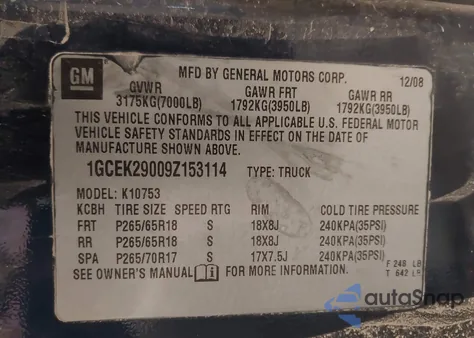 GM
MFD BY GENERAL MOTORS CORP. 12/08
GVWR GAWR FRT GAWR RR
3175KG(7000LB) 1792KG(3950LB) 1792KG(3950LB)
THIS VEHICLE CONFORMS TO ALL APPLICABLE U.S. FEDERAL MOTOR
VEHICLE SAFETY STANDARDS IN EFFECT ON THE DATE OF
MANUFACTURE SHOWN ABOVE.
1GCEK29009Z153114 TYPE: TRUCK
MODEL: K10753
KCBH TIRE SIZE SPEED RTG RIM COLD TIRE PRESSURE
FRT P265/65R18 S 18X8J 240KPA(35PSI)
RR P265/65R18 S 18X8J 240KPA(35PSI)
SPA P265/70R17 S 17X7.5J 240KPA(35PSI)
SEE OWNER'S MANUAL FOR MORE INFORMATION.
F 246 LB
T 642 LB
autoSnap